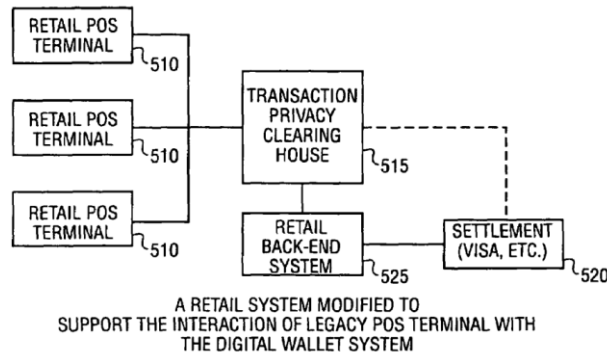 RETAIL POS
TERMINAL
510
RETAIL POS
TERMINAL
510
RETAIL POS
TERMINAL
510
TRANSACTION
PRIVACY
CLEARING
HOUSE
515
RETAIL
BACK-END
SYSTEM
525
SETTLEMENT
(VISA, ETC.)
520
A RETAIL SYSTEM MODIFIED TO
SUPPORT THE INTERACTION OF LEGACY POS TERMINAL WITH
THE DIGITAL WALLET SYSTEM